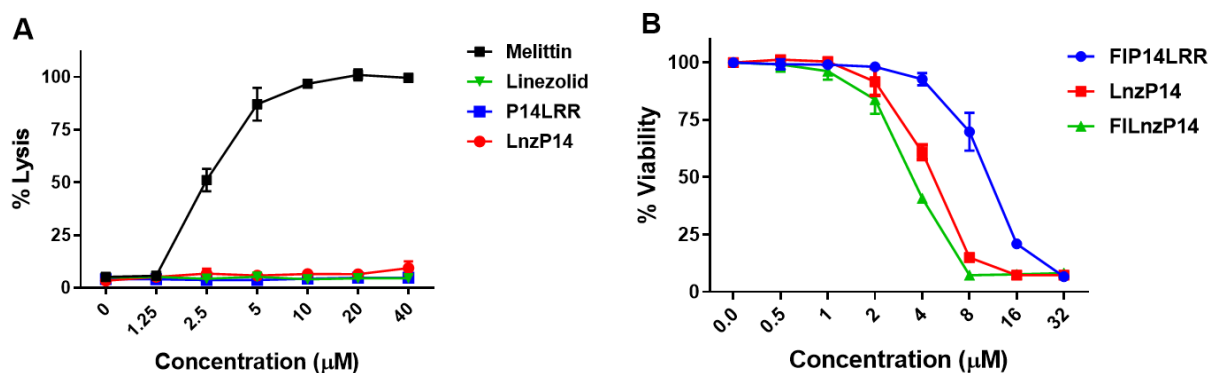 A
% Lysis
100
75
50
25
0
0
1.25
2.5
5
10
20
40
Concentration (μM)
Melittin
Linezolid
P14LRR
LnzP14
B
% Viability
100
75
50
25
0
0.0
0.5
1
2
4
8
16
32
Concentration (μM)
FIP14LRR
LnzP14
FILnzP14